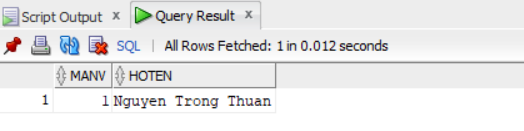 Script Output x Query Result x
SQL | All Rows Fetched: 1 in 0.012 seconds
MANV HOTEN
1 1 Nguyen Trong Thuan